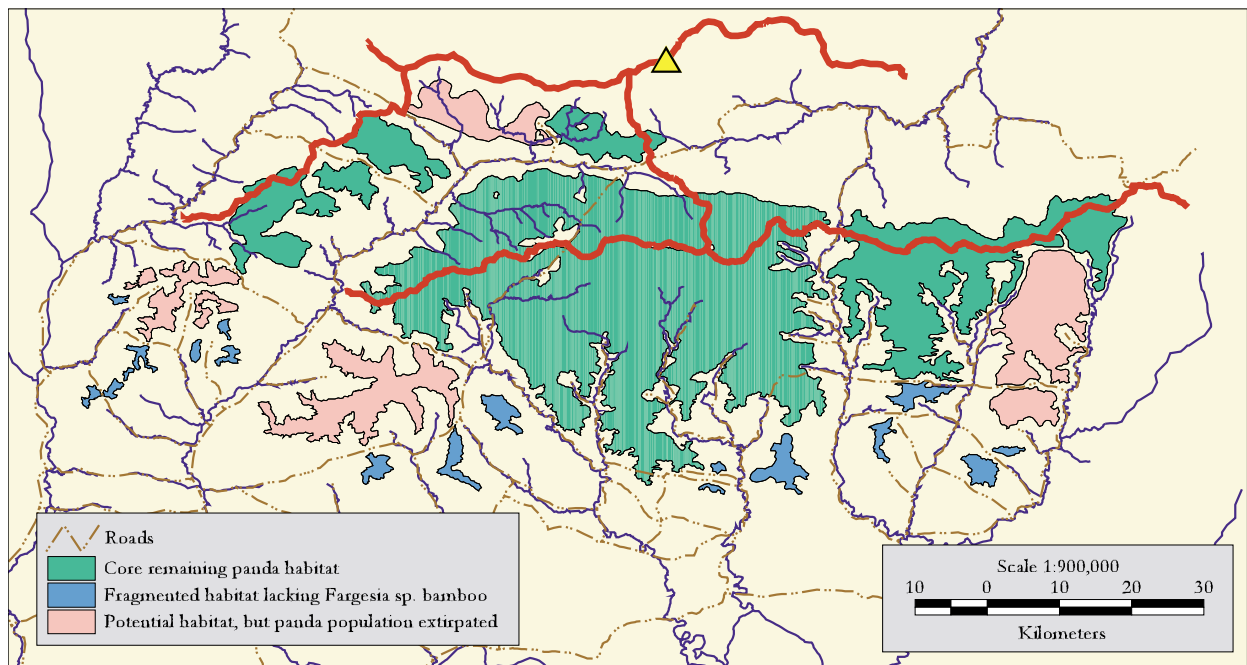 Roads
Core remaining panda habitat
Fragmented habitat lacking Fargesia sp. bamboo
Potential habitat, but panda population extirpated
Scale 1:900,000
10 0 10 20 30
Kilometers